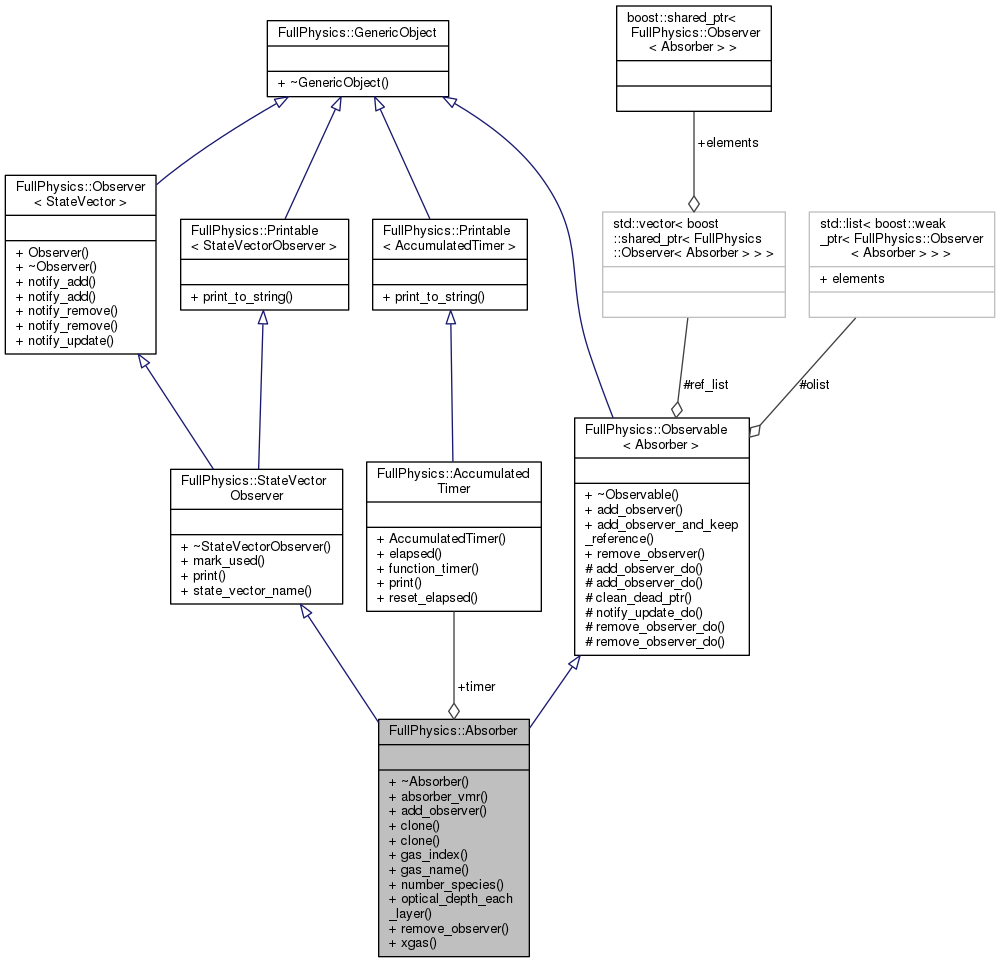 FullPhysics::GenericObject
+ ~GenericObject()
boost::shared_ptr<
FullPhysics::Observer
< Absorber > >
+elements
FullPhysics::Observer
< StateVector >
+ Observer()
+ ~Observer()
+ notify_add()
+ notify_add()
+ notify_remove()
+ notify_remove()
+ notify_update()
FullPhysics::Printable
< StateVectorObserver >
+ print_to_string()
FullPhysics::Printable
< AccumulatedTimer >
+ print_to_string()
std::vector< boost
::shared_ptr< FullPhysics
::Observer< Absorber > > >
std::list< boost::weak
_ptr< FullPhysics::Observer
< Absorber > > >
+ elements
#ref_list
#olist
FullPhysics::StateVector
Observer
+ ~StateVectorObserver()
+ mark_used()
+ print()
+ state_vector_name()
FullPhysics::Accumulated
Timer
+ AccumulatedTimer()
+ elapsed()
+ function_timer()
+ print()
+ reset_elapsed()
FullPhysics::Observable
< Absorber >
+ ~Observable()
+ add_observer()
+ add_observer_and_keep
_reference()
+ remove_observer()
# add_observer_do()
# add_observer_do()
# clean_dead_ptr()
# notify_update_do()
# remove_observer_do()
# remove_observer_do()
+timer
FullPhysics::Absorber
+ ~Absorber()
+ absorber_vmr()
+ add_observer()
+ clone()
+ clone()
+ gas_index()
+ gas_name()
+ number_species()
+ optical_depth_each
_layer()
+ remove_observer()
+ xgas()